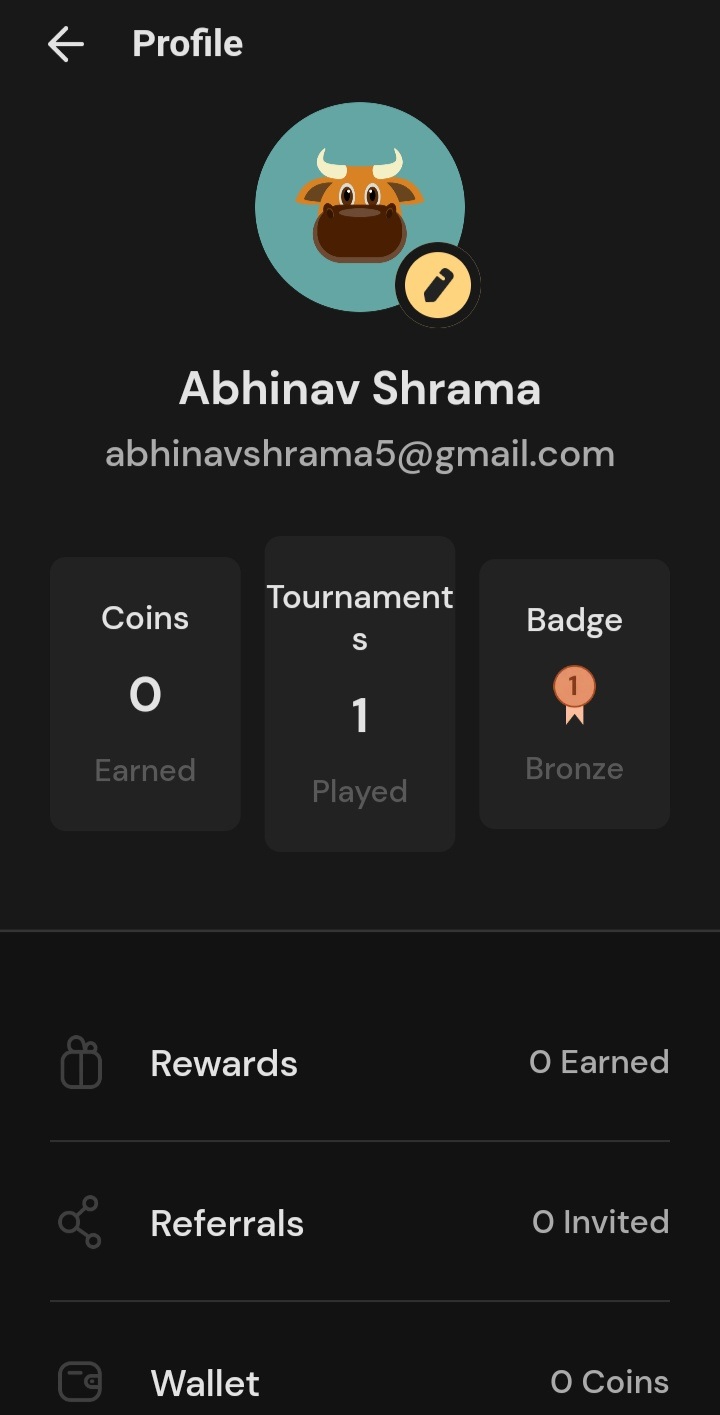 Profile
Abhinav Shrama
abhinavshrama5@gmail.com
Coins
0
Earned
Tournament
s
1
Played
Badge
1
Bronze
Rewards
0 Earned
Referrals
0 Invited
Wallet
0 Coins